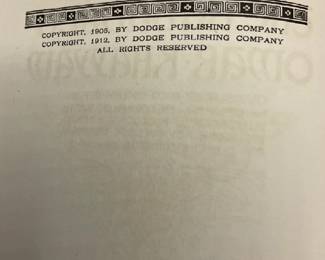 COPYRIGHT, 1905, BY DODGE PUBLISHING COMPANY
COPYRIGHT, 1912, BY DODGE PUBLISHING COMPANY
ALL RIGHTS RESERVED